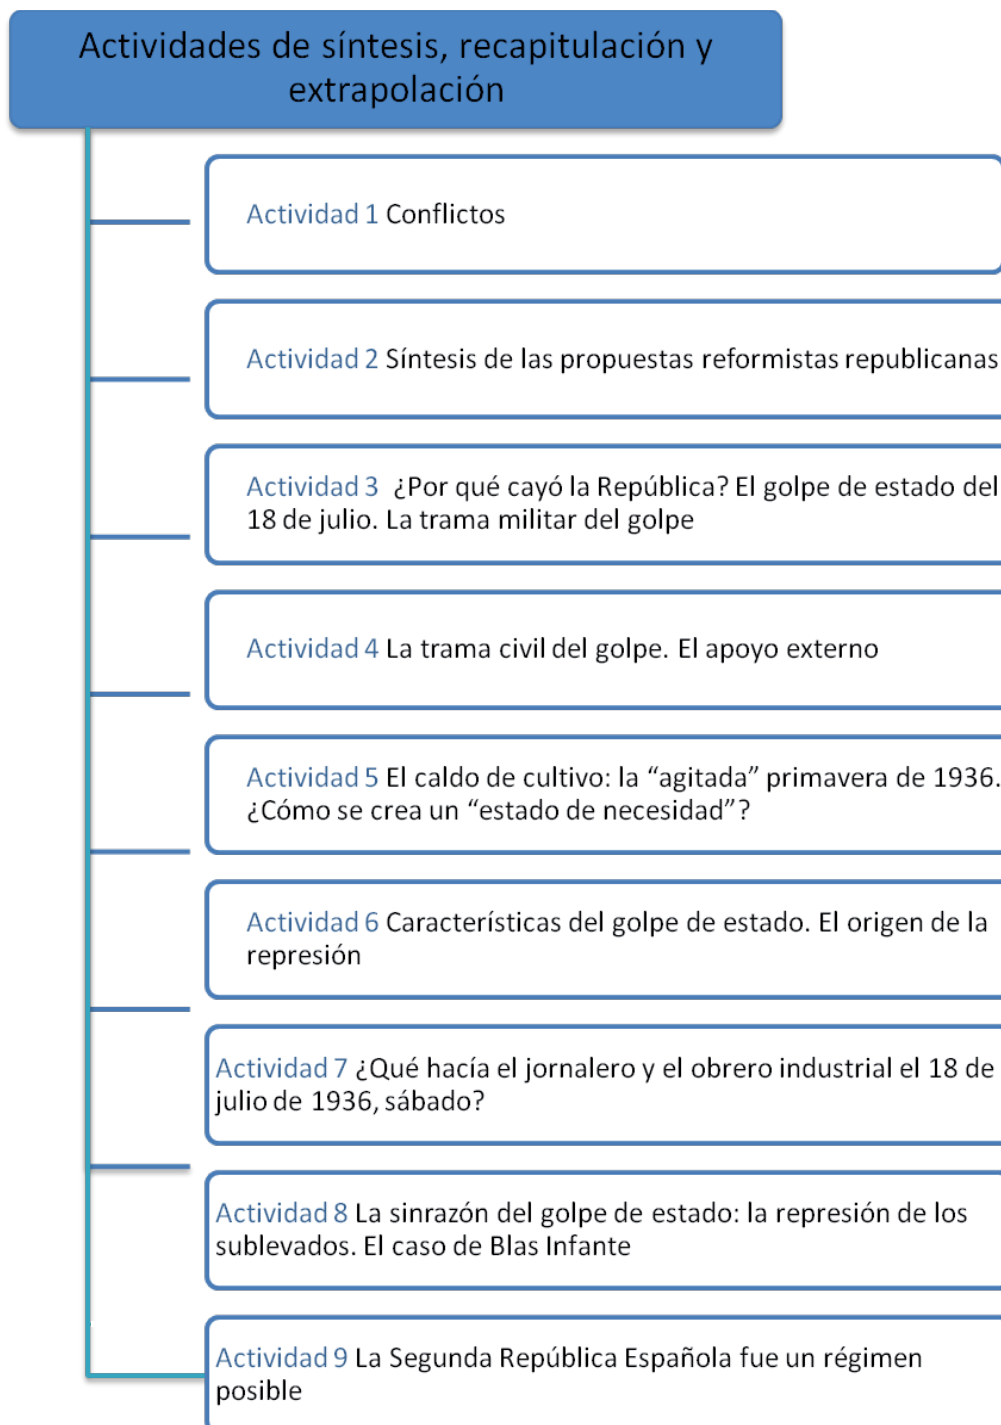 Actividades de síntesis, recapitulación y
extrapolación
Actividad 1 Conflictos
Actividad 2 Síntesis de las propuestas reformistas republicanas
Actividad 3 ¿Por qué cayó la República? El golpe de estado del
18 de julio. La trama militar del golpe
Actividad 4 La trama civil del golpe. El apoyo externo
Actividad 5 El caldo de cultivo: la “agitada” primavera de 1936.
¿Cómo se crea un “estado de necesidad”?
Actividad 6 Características del golpe de estado. El origen de la
represión
Actividad 7 ¿Qué hacía el jornalero y el obrero industrial el 18 de
julio de 1936, sábado?
Actividad 8 La sinrazón del golpe de estado: la represión de los
sublevados. El caso de Blas Infante
Actividad 9 La Segunda República Española fue un régimen
posible